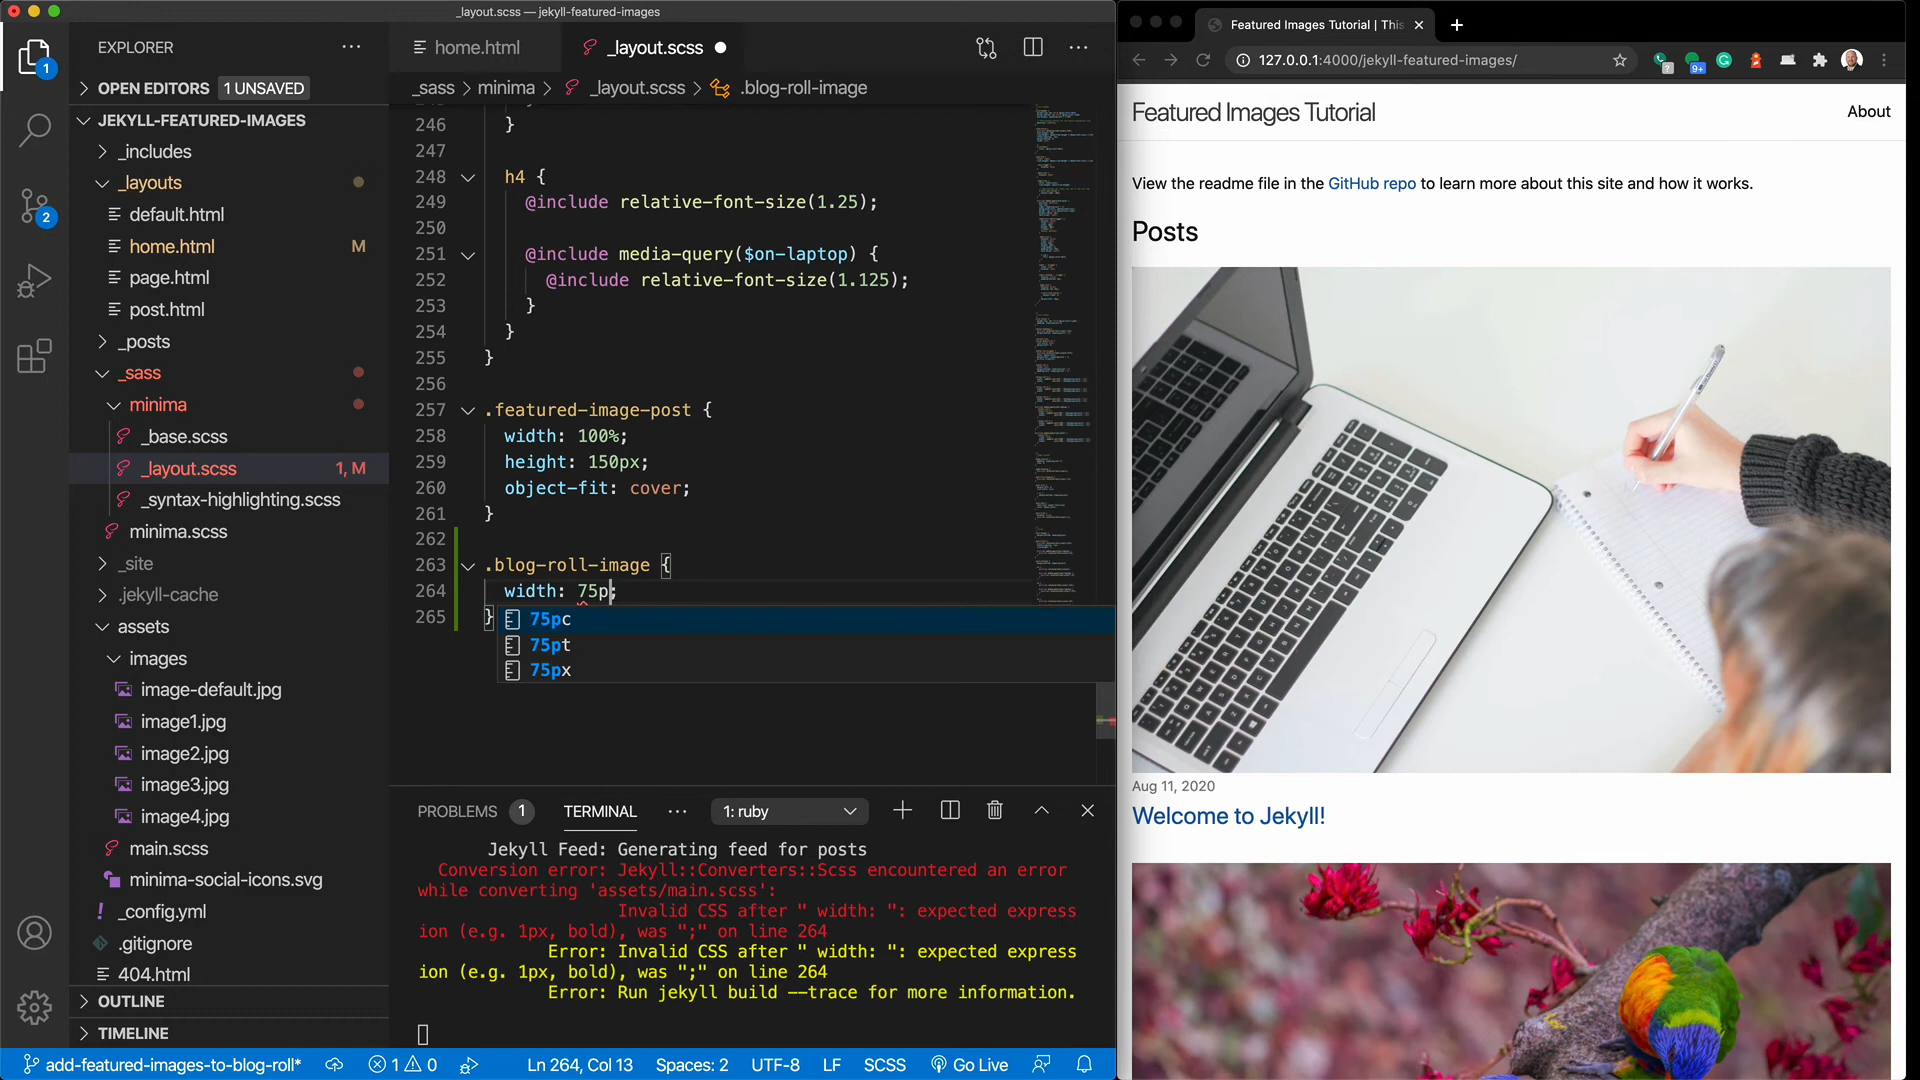 _layout.scss — jekyll-featured-images
EXPLORER
OPEN EDITORS 1 UNSAVED
JEKYLL-FEATURED-IMAGES
_includes
_layouts
default.html
home.html M
page.html
post.html
_posts
_sass
minima
_base.scss
_layout.scss 1, M
_syntax-highlighting.scss
minima.scss
_site
.jekyll-cache
assets
images
image-default.jpg
image1.jpg
image2.jpg
image3.jpg
image4.jpg
main.scss
minima-social-icons.svg
_config.yml
.gitignore
404.html
OUTLINE
TIMELINE
1
2
home.html
_layout.scss
_sass > minima > _layout.scss > .blog-roll-image
246 }
247
248 h4 {
249 @include relative-font-size(1.25);
250
251 @include media-query($on-laptop) {
252 @include relative-font-size(1.125);
253 }
254 }
255 }
256
257 .featured-image-post {
258 width: 100%;
259 height: 150px;
260 object-fit: cover;
261 }
262
263 .blog-roll-image {
264 width: 75p;
265 }
75pc
75pt
75px
PROBLEMS 1 TERMINAL 1: ruby
Jekyll Feed: Generating feed for posts
Conversion error: Jekyll::Converters::Scss encountered an error
while converting 'assets/main.scss':
Invalid CSS after " width: ": expected express
ion (e.g. 1px, bold), was ";" on line 264
Error: Invalid CSS after " width: ": expected express
ion (e.g. 1px, bold), was ";" on line 264
Error: Run jekyll build --trace for more information.
add-featured-images-to-blog-roll* 1 0 Ln 264, Col 13 Spaces: 2 UTF-8 LF SCSS Go Live
Featured Images Tutorial | This
127.0.0.1:4000/jekyll-featured-images/
?
9+
Featured Images Tutorial
About
View the readme file in the GitHub repo to learn more about this site and how it works.
Posts
Aug 11, 2020
Welcome to Jekyll!